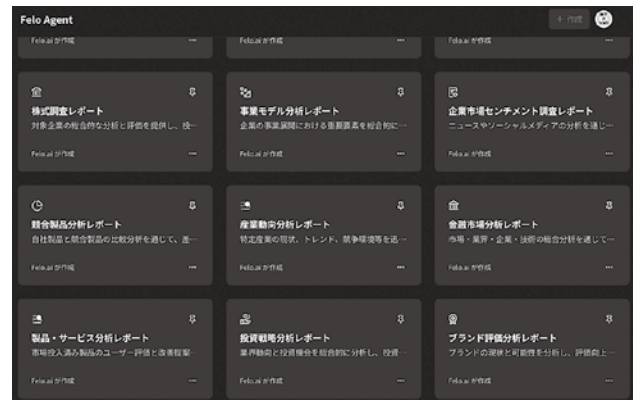 Felo Agent
+ 作成
Felo.ai が作成 ...
Felo.ai が作成 ...
Felo.ai が作成 ...
株式調査レポート
対象企業の総合的な分析と評価を提供し、投…
Felo.ai が作成 ...
事業モデル分析レポート
企業の事業展開における重要要素を総合的に…
Felo.ai が作成 ...
企業市場センチメント調査レポート
ニュースやソーシャルメディアの分析を通じ…
Felo.ai が作成 ...
競合製品分析レポート
自社製品と競合製品の比較分析を通じて、差…
Felo.ai が作成 ...
産業動向分析レポート
特定産業の現状、トレンド、競争環境等を迅…
Felo.ai が作成 ...
金融市場分析レポート
市場・業界・企業・技術の総合分析を通じて…
Felo.ai が作成 ...
製品・サービス分析レポート
市場投入済み製品のユーザー評価と改善提案…
Felo.ai が作成 ...
投資戦略分析レポート
業界動向と投資機会を総合的に分析し、投資…
Felo.ai が作成 ...
ブランド評価分析レポート
ブランドの現状と可能性を分析し、評価向上…
Felo.ai が作成 ...